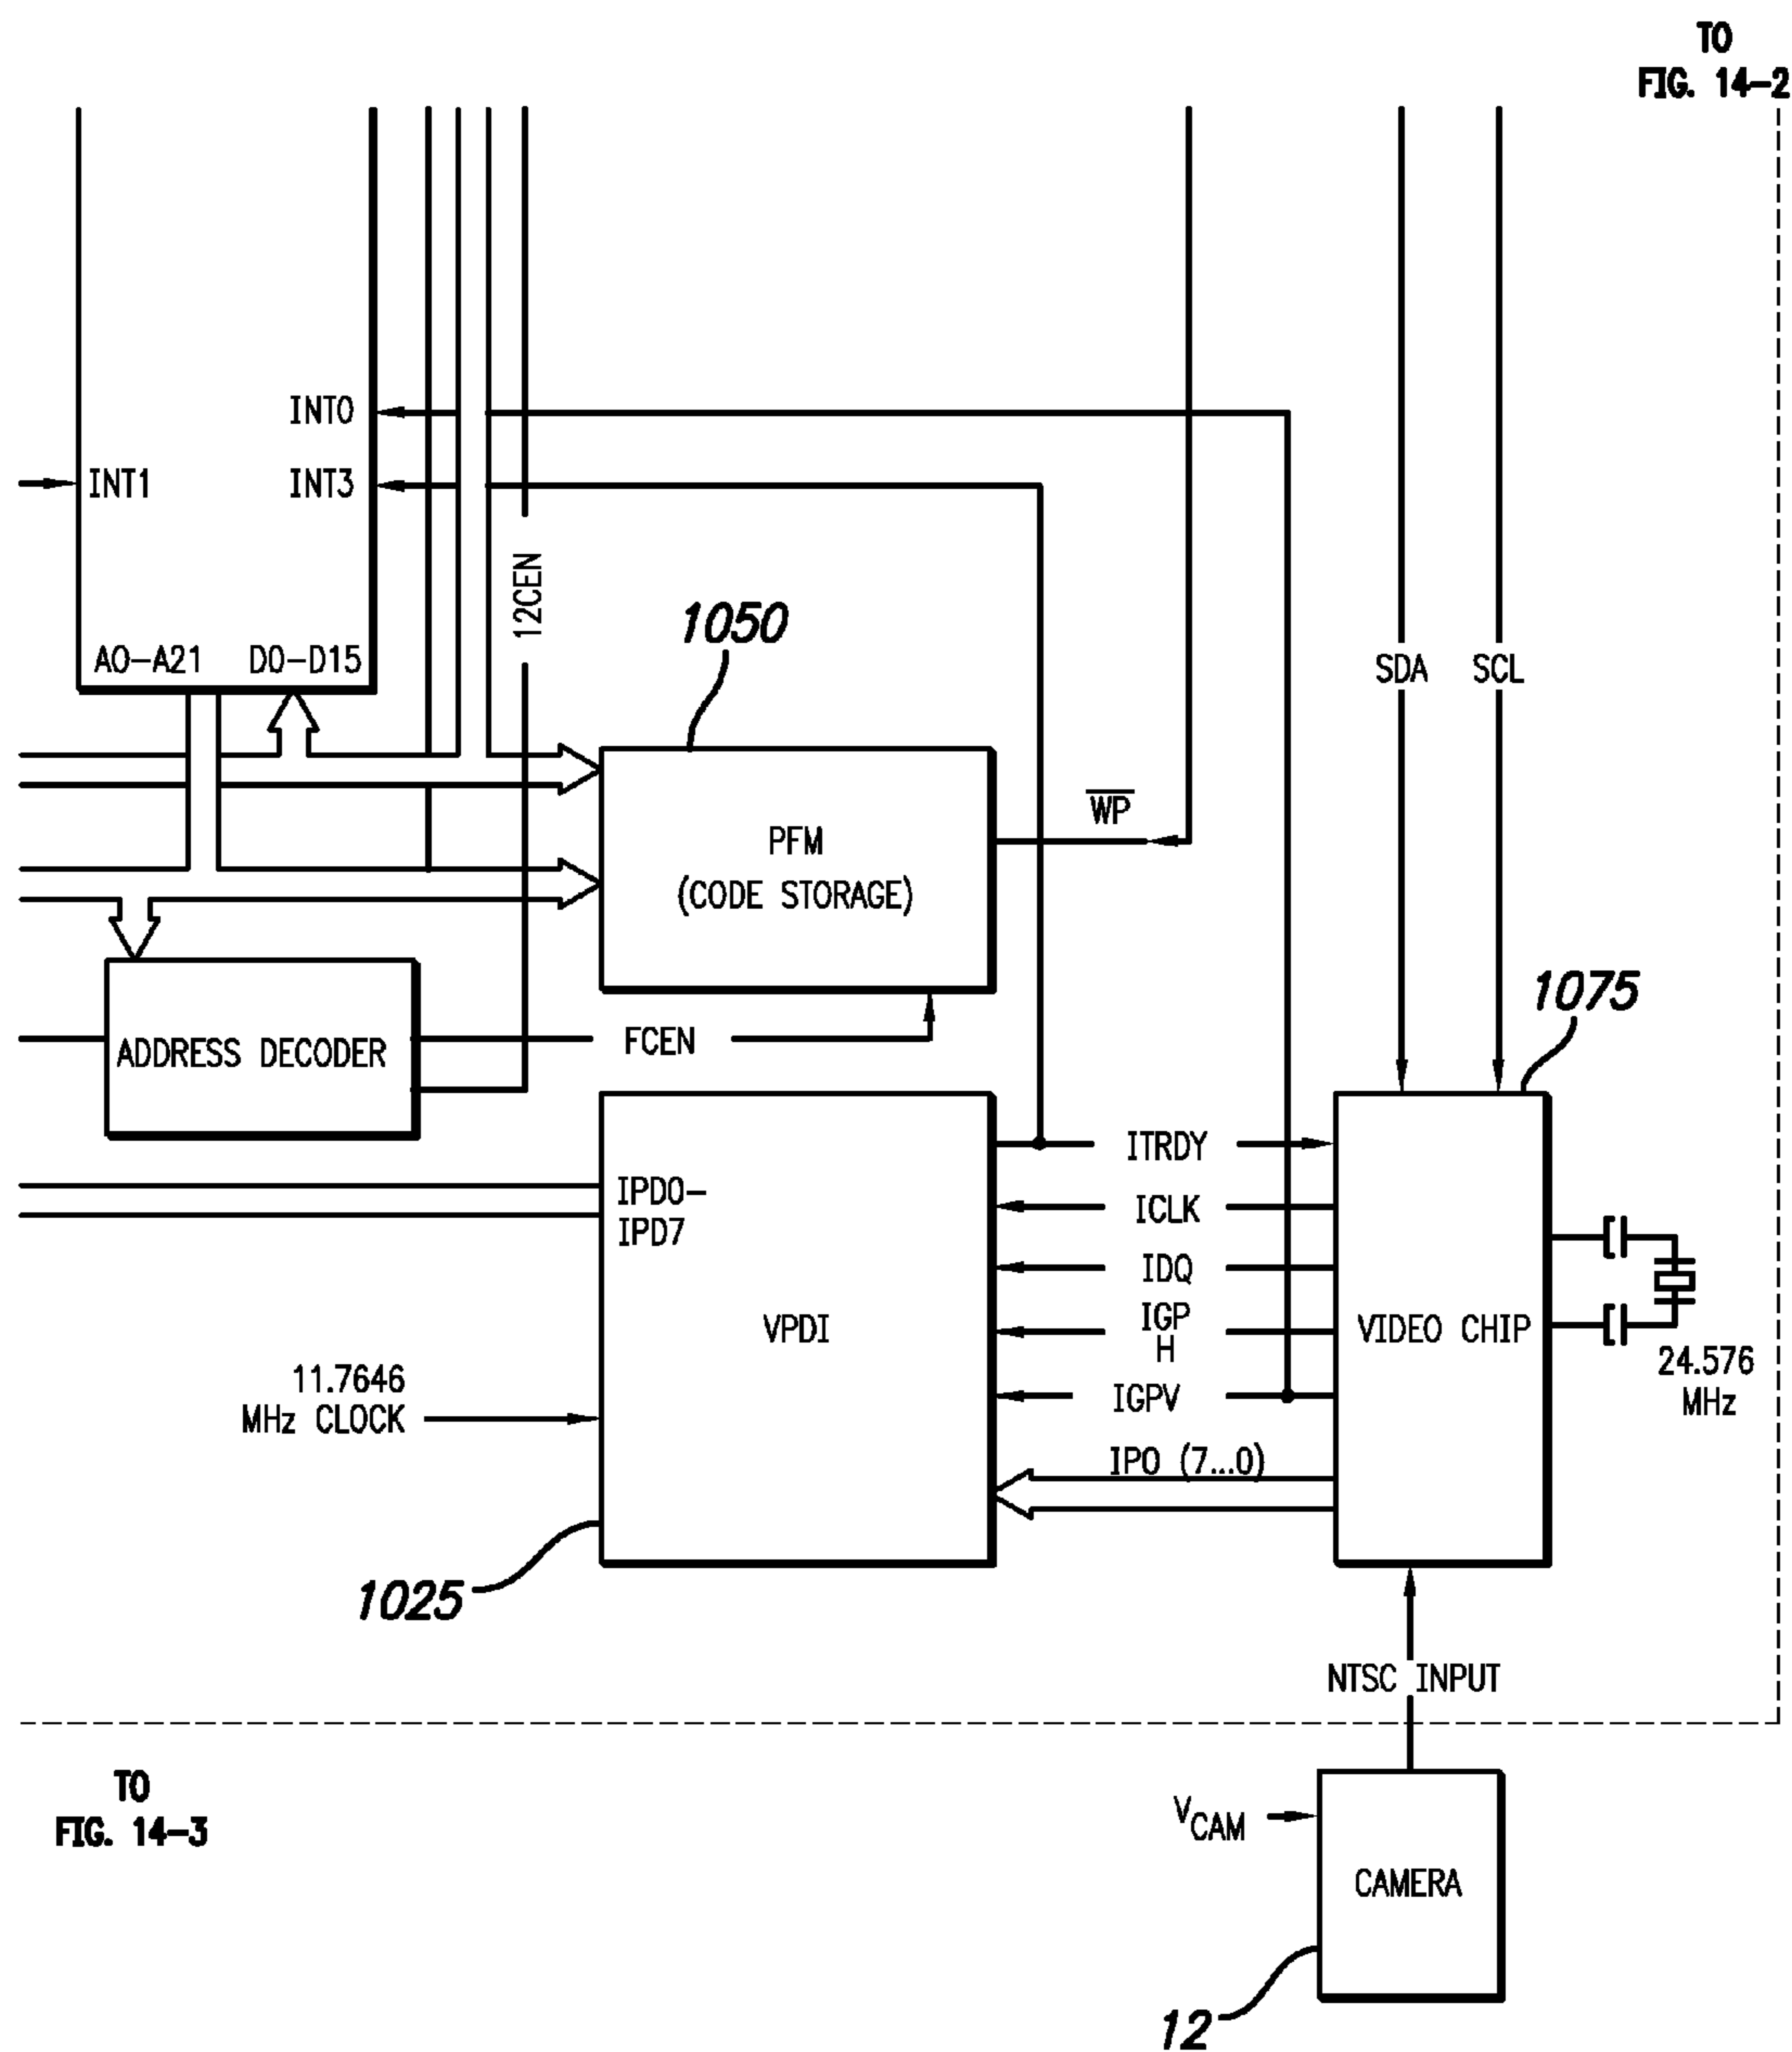 TO
FIG. 14-2
INT0
INT1
INT3
12CEN
1050
A0-A21
D0-D15
SDA
SCL
WP
PFM
(CODE STORAGE)
1075
ADDRESS DECODER
FCEN
ITRDY
IPD0-
IPD7
ICLK
IDQ
IGP
H
VPDI
VIDEO CHIP
24.576
MHz
11.7646
MHz CLOCK
IGPV
IPO (7...0)
1025
NTSC INPUT
TO
FIG. 14-3
VCAM
CAMERA
12